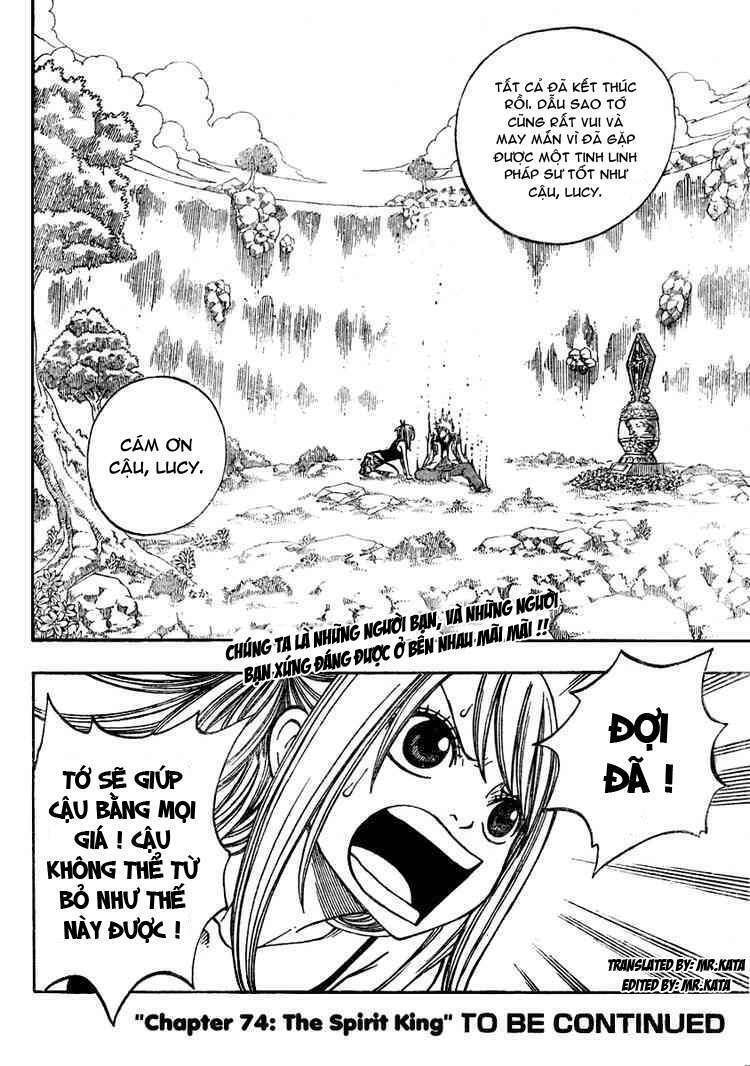 TẤT CẢ ĐÃ KẾT THÚC
RỒI. DẪU SAO TỚ
CŨNG RẤT VUI VÀ
MAY MẮN VÌ ĐÃ GẶP
ĐƯỢC MỘT TINH LINH
PHÁP SƯ TỐT NHƯ
CẬU, LUCY.
CÁM ƠN
CẬU, LUCY.
CHÚNG TA LÀ NHỮNG NGƯỜI BẠN, VÀ NHỮNG NGƯỜI
BẠN XỨNG ĐÁNG ĐƯỢC Ở BÊN NHAU MÃI MÃI !!
ĐỢI
ĐÃ !
TỚ SẼ GIÚP
CẬU BẰNG MỌI
GIÁ ! CẬU
KHÔNG THỂ TỪ
BỎ NHƯ THẾ
NÀY ĐƯỢC !
TRANSLATED BY: MR.KATA
EDITED BY: MR.KATA
"Chapter 74: The Spirit King" TO BE CONTINUED